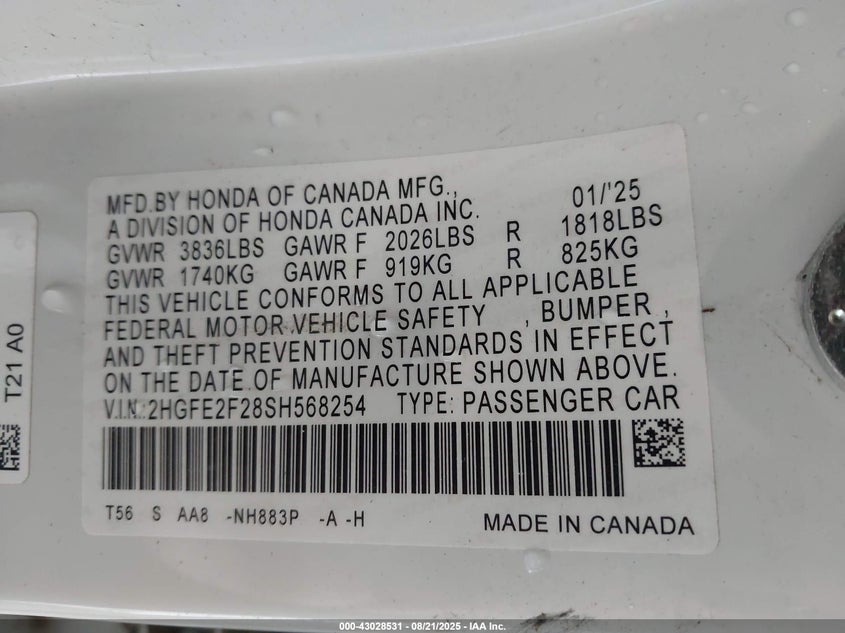 MFD.BY HONDA OF CANADA MFG., 01/'25
A DIVISION OF HONDA CANADA INC.
GVWR 3836LBS GAWR F 2026LBS R 1818LBS
GVWR 1740KG GAWR F 919KG R 825KG
THIS VEHICLE CONFORMS TO ALL APPLICABLE
FEDERAL MOTOR VEHICLE SAFETY , BUMPER ,
AND THEFT PREVENTION STANDARDS IN EFFECT
ON THE DATE OF MANUFACTURE SHOWN ABOVE.
V.I.N.:2HGFE2F28SH568254 TYPE: PASSENGER CAR
T56 S AA8 -NH883P -A -H MADE IN CANADA
T21 A0
000-43028531 - 08/21/2025 - IAA Inc.